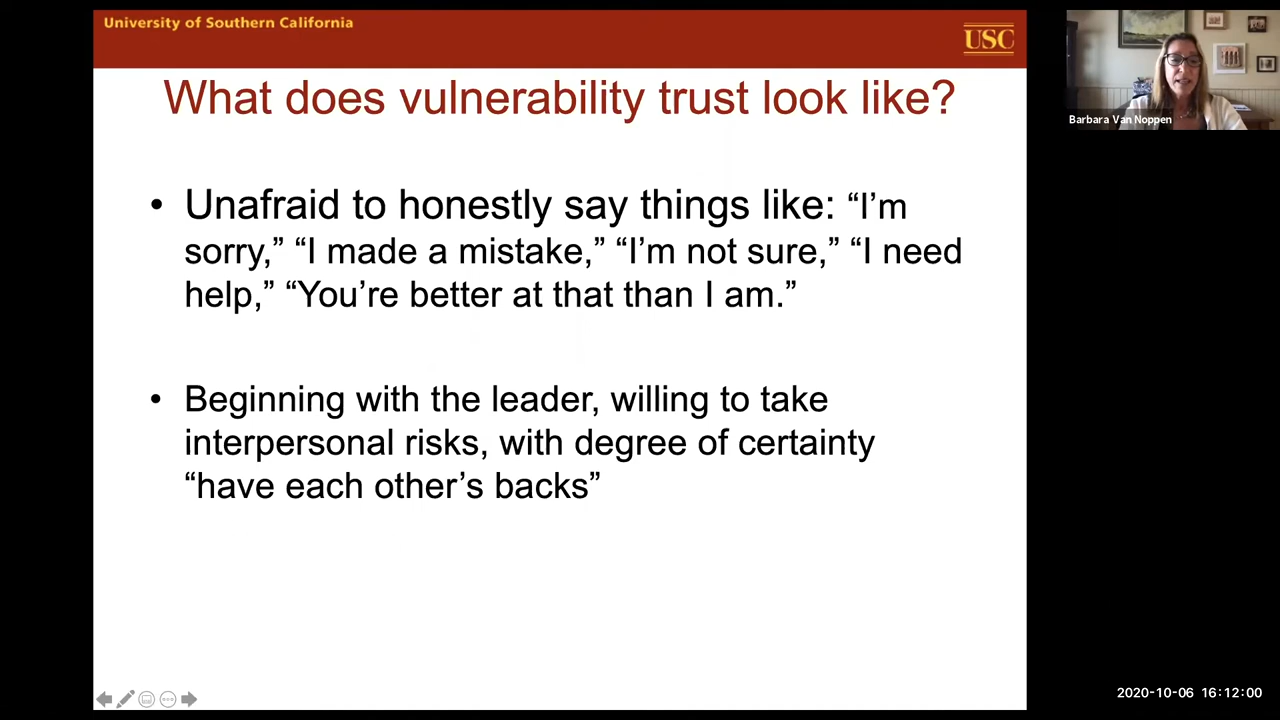 University of Southern California
USC
What does vulnerability trust look like?
• Unafraid to honestly say things like: “I’m
sorry,” “I made a mistake,” “I’m not sure,” “I need
help,” “You’re better at that than I am.”
• Beginning with the leader, willing to take
interpersonal risks, with degree of certainty
“have each other’s backs”
Barbara Van Noppen
2020-10-06 16:12:00